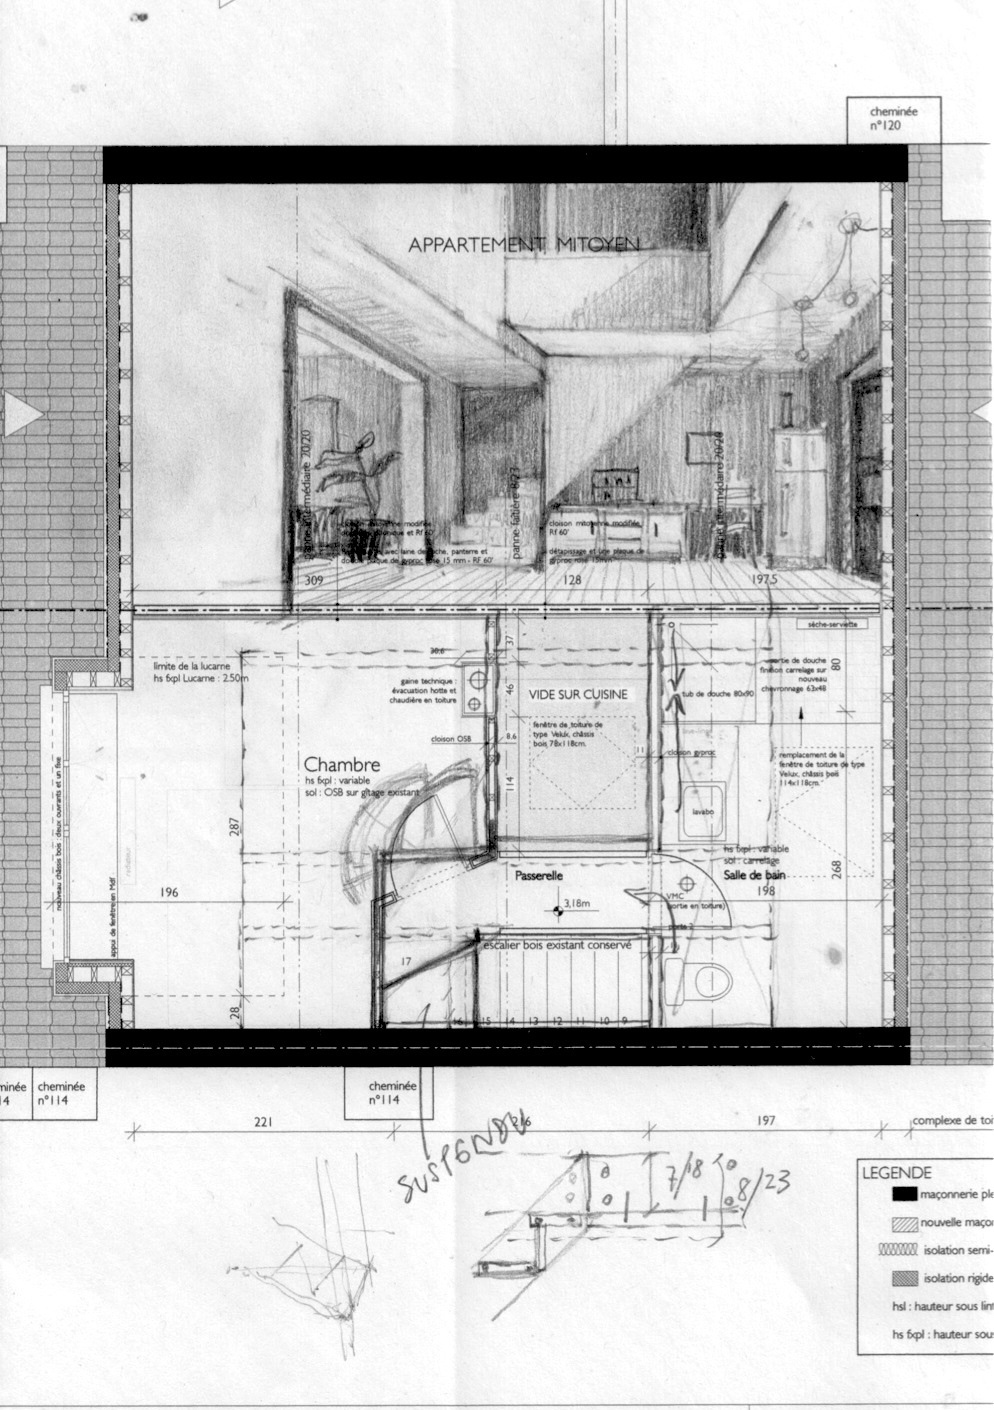 cheminée
n°120
APPARTEMENT MITOYEN
panne intermédiaire 20/20
panne faîtière 8/23
panne intermédiaire 20/20
cloison mitoyenne modifiée
et Rf 60'
avec laine de roche, panterre et
plaque de gyproc rose 15 mm - RF 60'
cloison mitoyenne modifiée
Rf 60'
détapissage et une plaque de
gyproc rose 15mm
309
128
197.5
sèche-serviette
limite de la lucarne
hs fxpl Lucarne : 2.50m
30.6
37
gaine technique :
évacuation hotte et
chaudière en toiture
46
VIDE SUR CUISINE
sortie de douche
finition carrelage sur
nouveau
chevronnage 63x48
80
tub de douche 80x90
fenêtre de toiture de
type Velux, châssis
bois 78x118cm.
cloison OSB
8.6
11
cloison gyproc
remplacement de la
fenêtre de toiture de type
Velux, châssis bois
114x118cm.
Chambre
hs fxpl : variable
sol : OSB sur gîtage existant
114
lavabo
nouveau châssis bois : deux ouvrants et un fixe
287
hs fxpl : variable
sol : carrelage
Salle de bain
268
appui de fenêtre en Mdf
196
Passerelle
3,18m
VMC
(sortie en toiture)
198
porte 2
escalier bois existant conservé
17
28
16 15 14 13 12 11 10 9
cheminée
n°114
cheminée
n°114
221
216
197
complexe de toi
SUSPENDU
7/18
8/23
LEGENDE
maçonnerie ple
nouvelle maço
isolation semi-
isolation rigide
hsl : hauteur sous lint
hs fxpl : hauteur sous